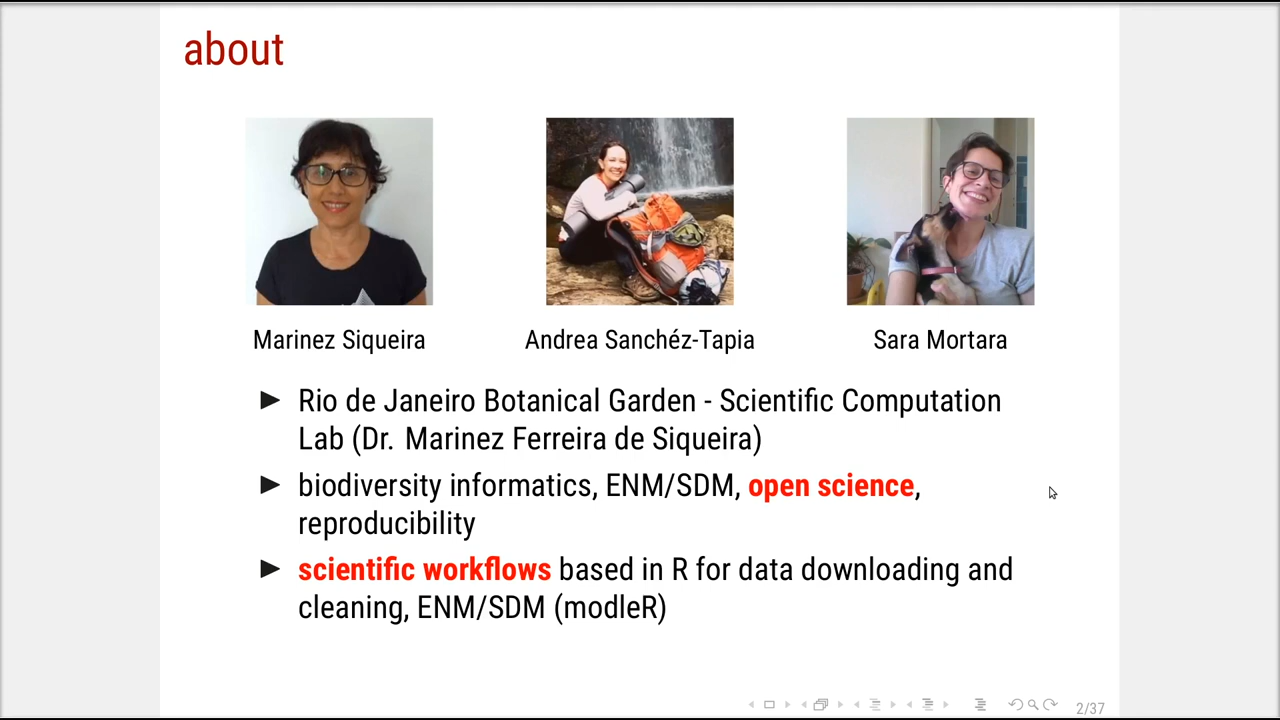 about
Marinez Siqueira
Andrea Sanchéz-Tapia
Sara Mortara
Rio de Janeiro Botanical Garden - Scientific Computation
Lab (Dr. Marinez Ferreira de Siqueira)
biodiversity informatics, ENM/SDM, open science,
reproducibility
scientific workflows based in R for data downloading and
cleaning, ENM/SDM (modleR)
2/37